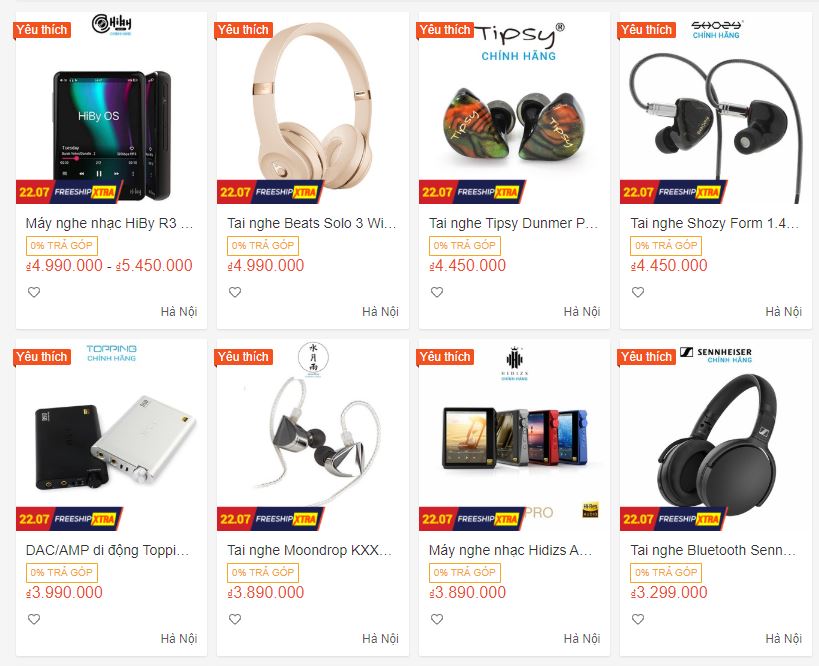 Yêu thích
HiBy
CHÍNH HÃNG
HiBy OS
Tuesday
22.07 FREESHIP XTRA
Máy nghe nhạc HiBy R3 ...
0% TRẢ GÓP
₫4.990.000 - ₫5.450.000
Hà Nội
Yêu thích
22.07 FREESHIP XTRA
Tai nghe Beats Solo 3 Wi...
0% TRẢ GÓP
₫4.990.000
Hà Nội
Yêu thích
Tipsy®
CHÍNH HÃNG
Tipsy
Tipsy
22.07 FREESHIP XTRA
Tai nghe Tipsy Dunmer P...
0% TRẢ GÓP
₫4.450.000
Hà Nội
Yêu thích
SHOZY
CHÍNH HÃNG
22.07 FREESHIP XTRA
Tai nghe Shozy Form 1.4...
0% TRẢ GÓP
₫4.450.000
Hà Nội
Yêu thích
TOPPING
CHÍNH HÃNG
22.07 FREESHIP XTRA
DAC/AMP di động Toppi...
0% TRẢ GÓP
₫3.990.000
Hà Nội
Yêu thích
水月雨
22.07 FREESHIP XTRA
Tai nghe Moondrop KXX...
0% TRẢ GÓP
₫3.890.000
Hà Nội
Yêu thích
HIDIZS
CHÍNH HÃNG
PRO
Hi-Res
AUDIO
22.07 FREESHIP XTRA
Máy nghe nhạc Hidizs A...
0% TRẢ GÓP
₫3.890.000
Hà Nội
Yêu thích
SENNHEISER
CHÍNH HÃNG
22.07 FREESHIP XTRA
Tai nghe Bluetooth Senn...
0% TRẢ GÓP
₫3.299.000
Hà Nội